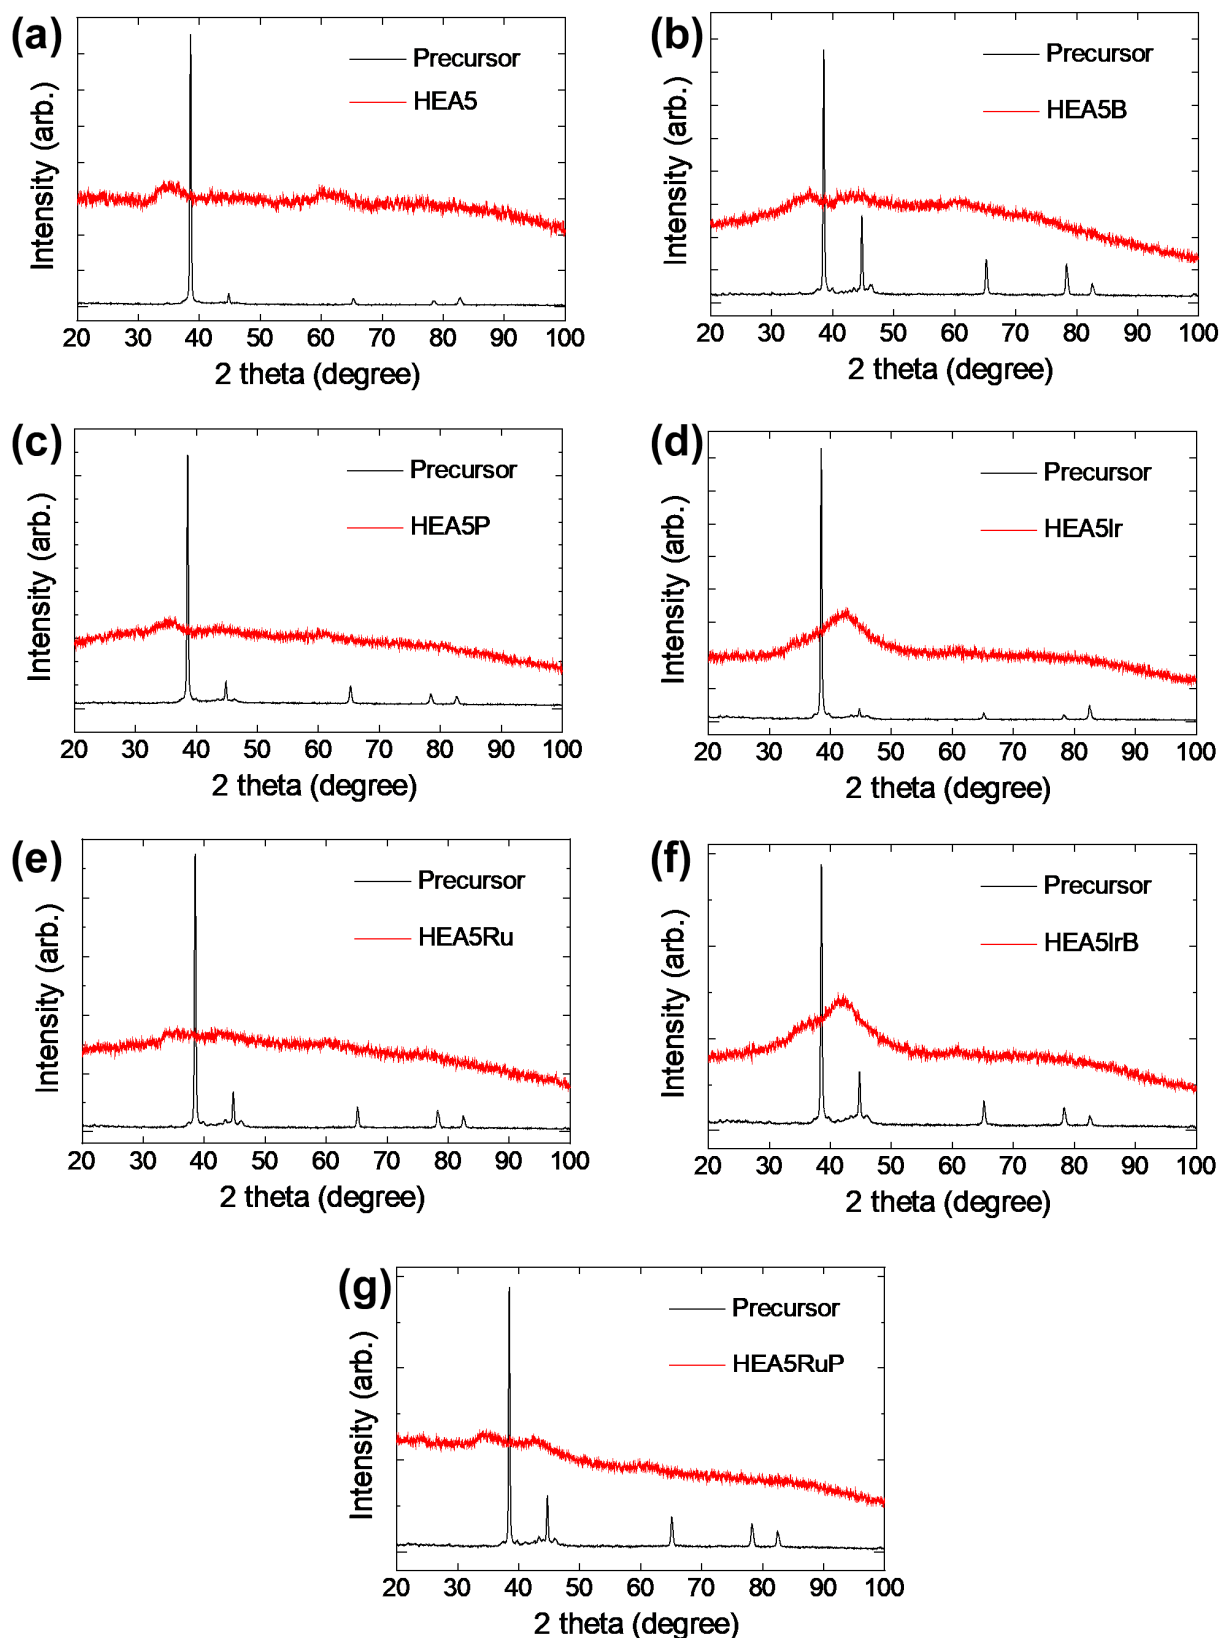 (a)
Precursor
HEA5
Intensity (arb.)
20 30 40 50 60 70 80 90 100
2 theta (degree)
(b)
Precursor
HEA5B
Intensity (arb.)
20 30 40 50 60 70 80 90 100
2 theta (degree)
(c)
Precursor
HEA5P
Intensity (arb.)
20 30 40 50 60 70 80 90 100
2 theta (degree)
(d)
Precursor
HEA5Ir
Intensity (arb.)
20 30 40 50 60 70 80 90 100
2 theta (degree)
(e)
Precursor
HEA5Ru
Intensity (arb.)
20 30 40 50 60 70 80 90 100
2 theta (degree)
(f)
Precursor
HEA5IrB
Intensity (arb.)
20 30 40 50 60 70 80 90 100
2 theta (degree)
(g)
Precursor
HEA5RuP
Intensity (arb.)
20 30 40 50 60 70 80 90 100
2 theta (degree)